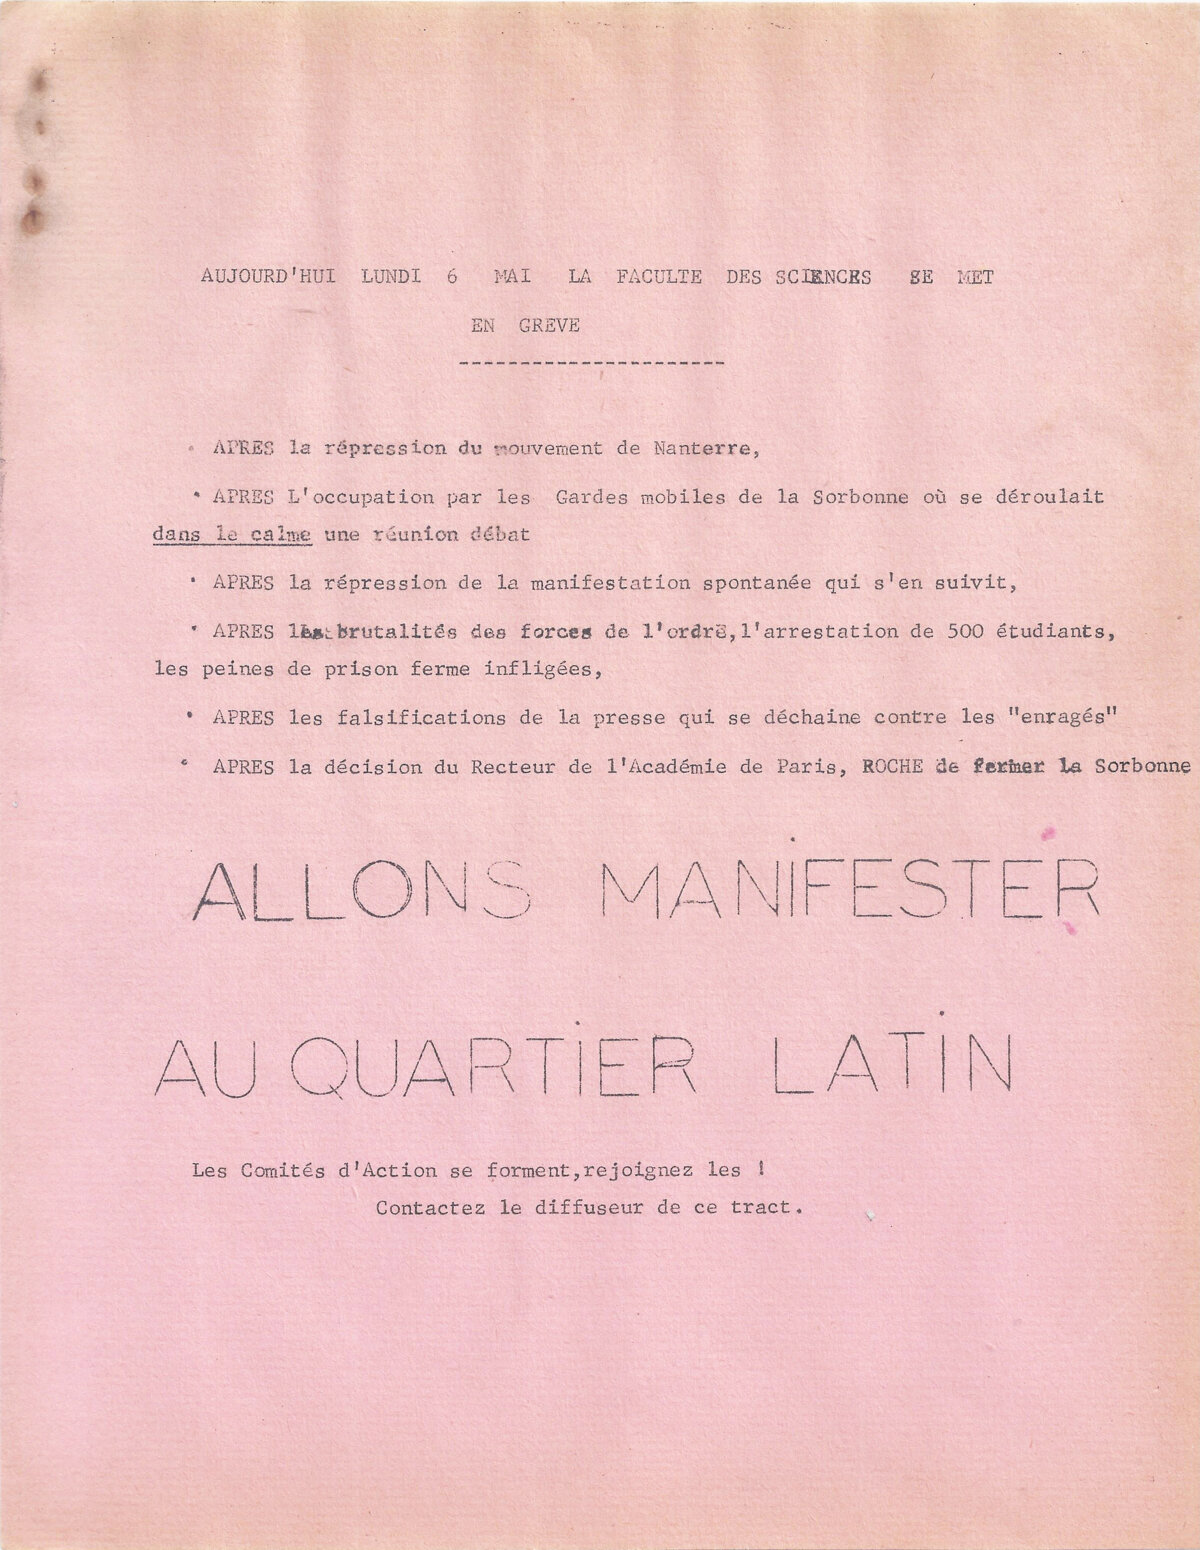 AUJOURD'HUI LUNDI 6 MAI LA FACULTE DES SCIENCES SE MET
EN GREVE
----------------------
• APRES la répression du mouvement de Nanterre,
• APRES L'occupation par les Gardes mobiles de la Sorbonne où se déroulait
dans le calme une réunion débat
• APRES la répression de la manifestation spontanée qui s'en suivit,
• APRES les brutalités des forces de l'ordre,l'arrestation de 500 étudiants,
les peines de prison ferme infligées,
• APRES les falsifications de la presse qui se déchaine contre les "enragés"
• APRES la décision du Recteur de l'Académie de Paris, ROCHE de fermer la Sorbonne
ALLONS MANIFESTER
AU QUARTIER LATIN
Les Comités d'Action se forment,rejoignez les !
Contactez le diffuseur de ce tract.